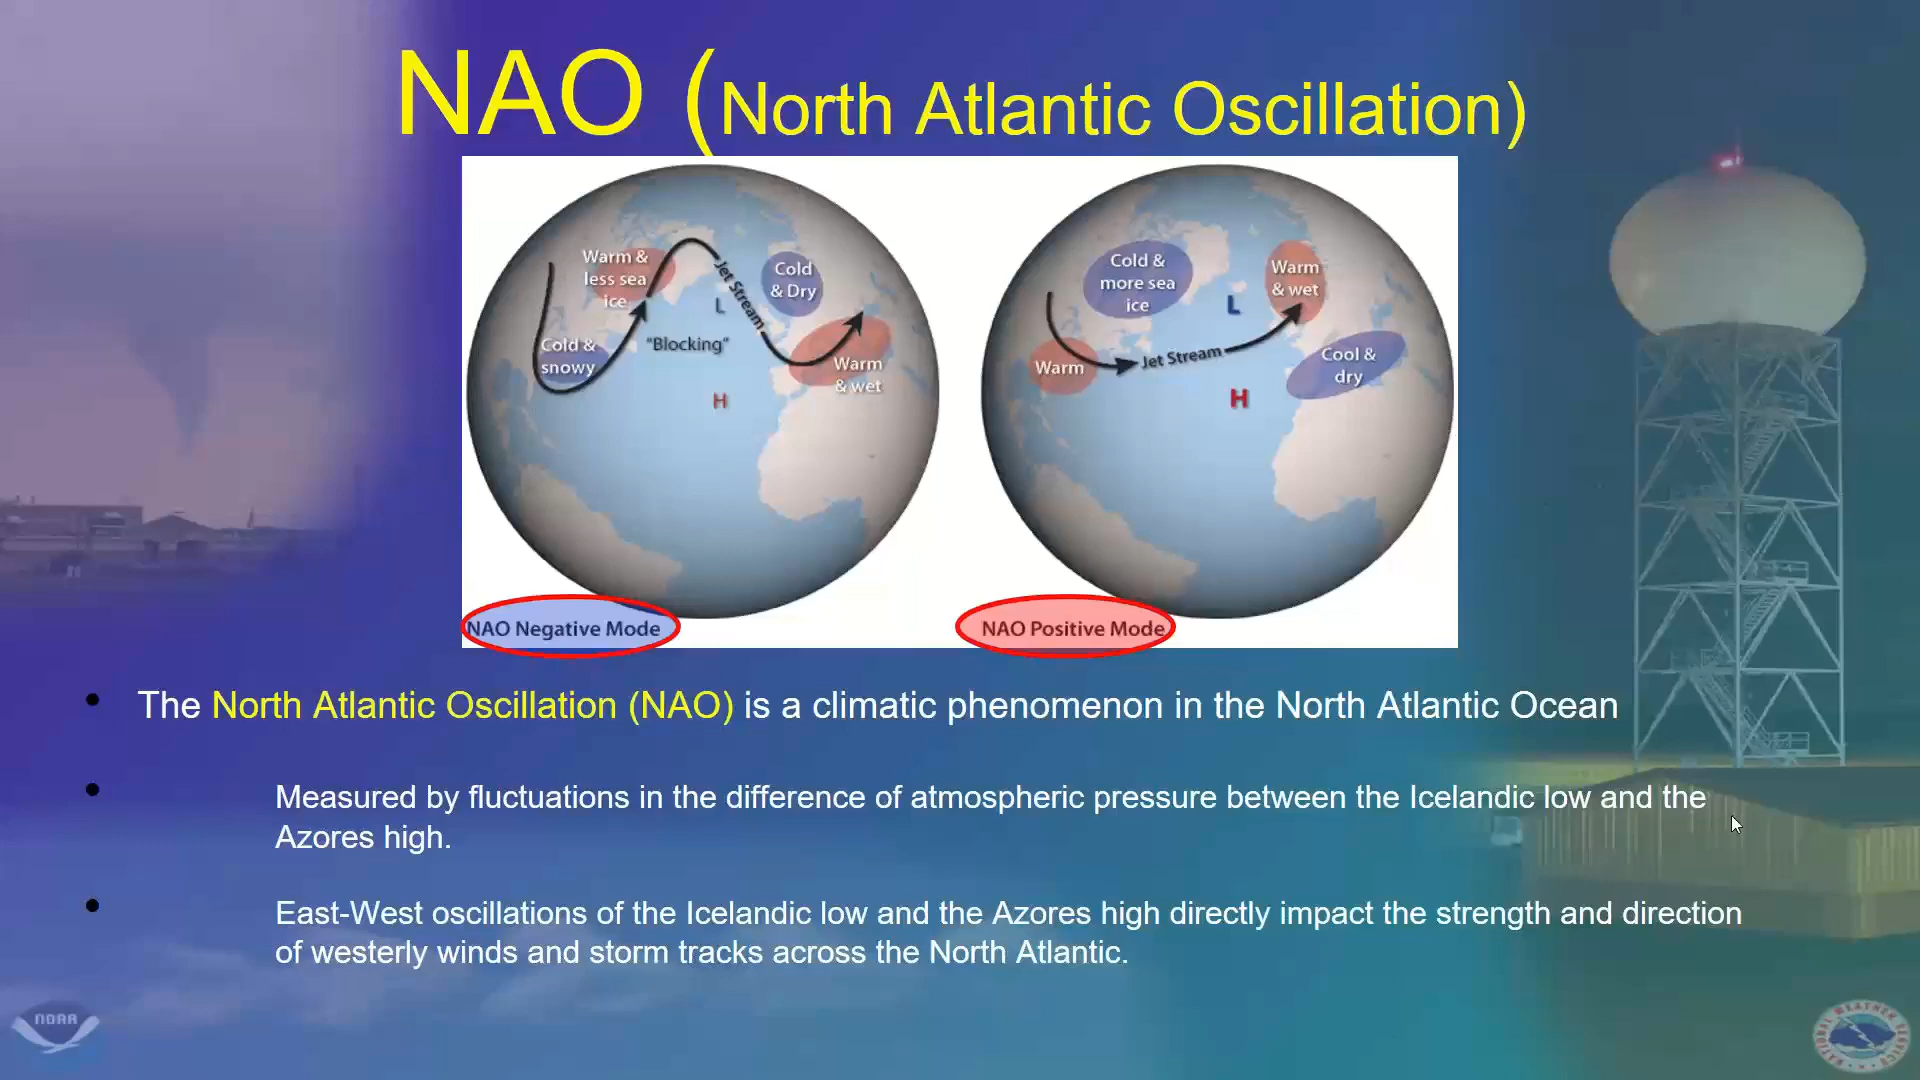 NAO (North Atlantic Oscillation)
Warm &
less sea
ice
Cold &
snowy
"Blocking"
Jet Stream
L
H
Cold
& Dry
Warm
& wet
NAO Negative Mode
Cold &
more sea
ice
Warm
Jet Stream
L
H
Warm
& wet
Cool &
dry
NAO Positive Mode
• The North Atlantic Oscillation (NAO) is a climatic phenomenon in the North Atlantic Ocean
• Measured by fluctuations in the difference of atmospheric pressure between the Icelandic low and the
Azores high.
• East-West oscillations of the Icelandic low and the Azores high directly impact the strength and direction
of westerly winds and storm tracks across the North Atlantic.
NOAA
NATIONAL WEATHER SERVICE